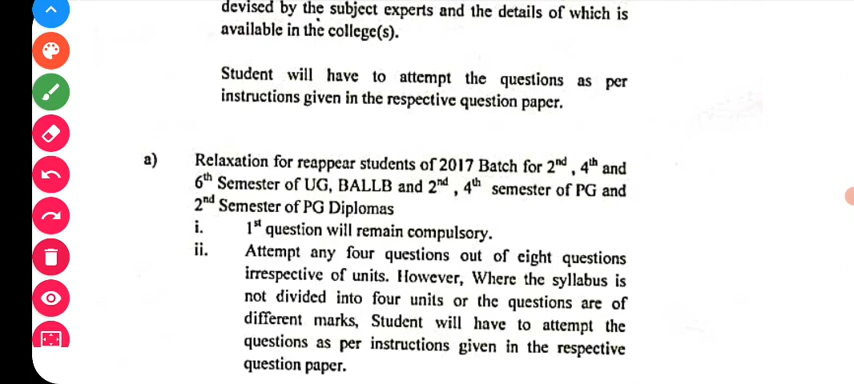 devised by the subject experts and the details of which is
available in the college(s).
Student will have to attempt the questions as per
instructions given in the respective question paper.
a) Relaxation for reappear students of 2017 Batch for 2nd , 4th and
6th Semester of UG, BALLB and 2nd , 4th semester of PG and
2nd Semester of PG Diplomas
i. 1st question will remain compulsory.
ii. Attempt any four questions out of eight questions
irrespective of units. However, Where the syllabus is
not divided into four units or the questions are of
different marks, Student will have to attempt the
questions as per instructions given in the respective
question paper.